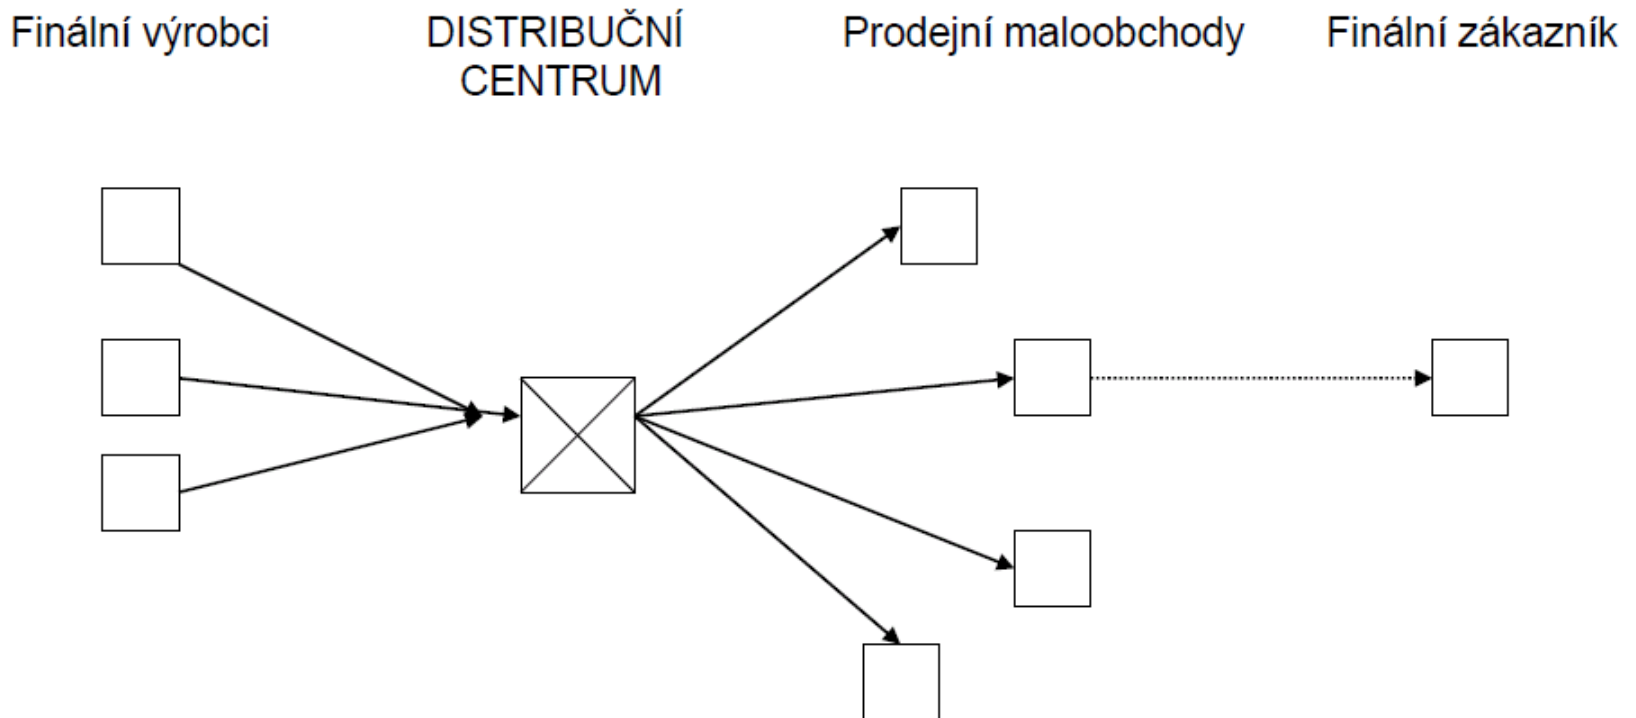 Finální výrobci
DISTRIBUČNÍ
CENTRUM
Prodejní maloobchody
Finální zákazník